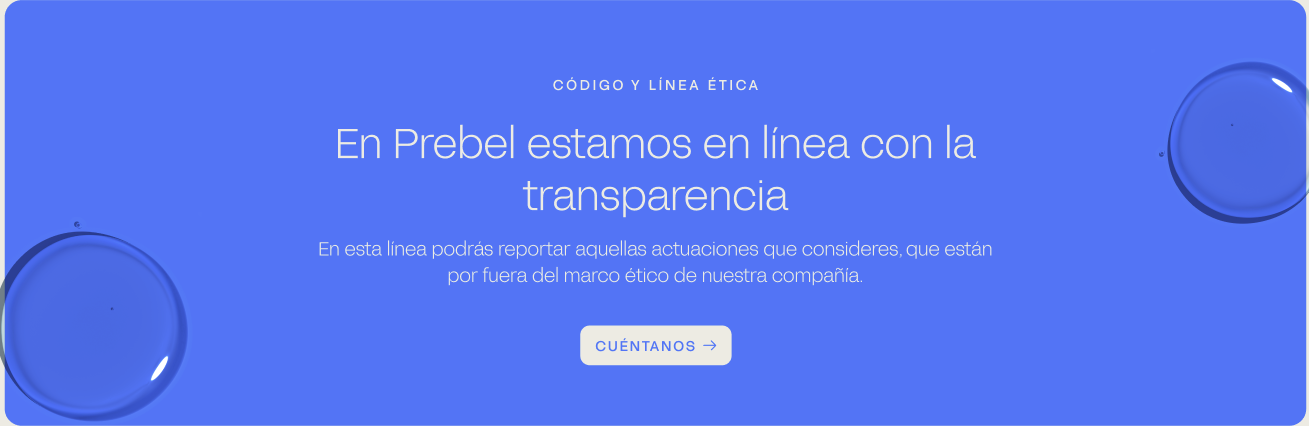 CÓDIGO Y LÍNEA ÉTICA
En Prebel estamos en línea con la
transparencia
En esta línea podrás reportar aquellas actuaciones que consideres, que están
por fuera del marco ético de nuestra compañía.
CUÉNTANOS →